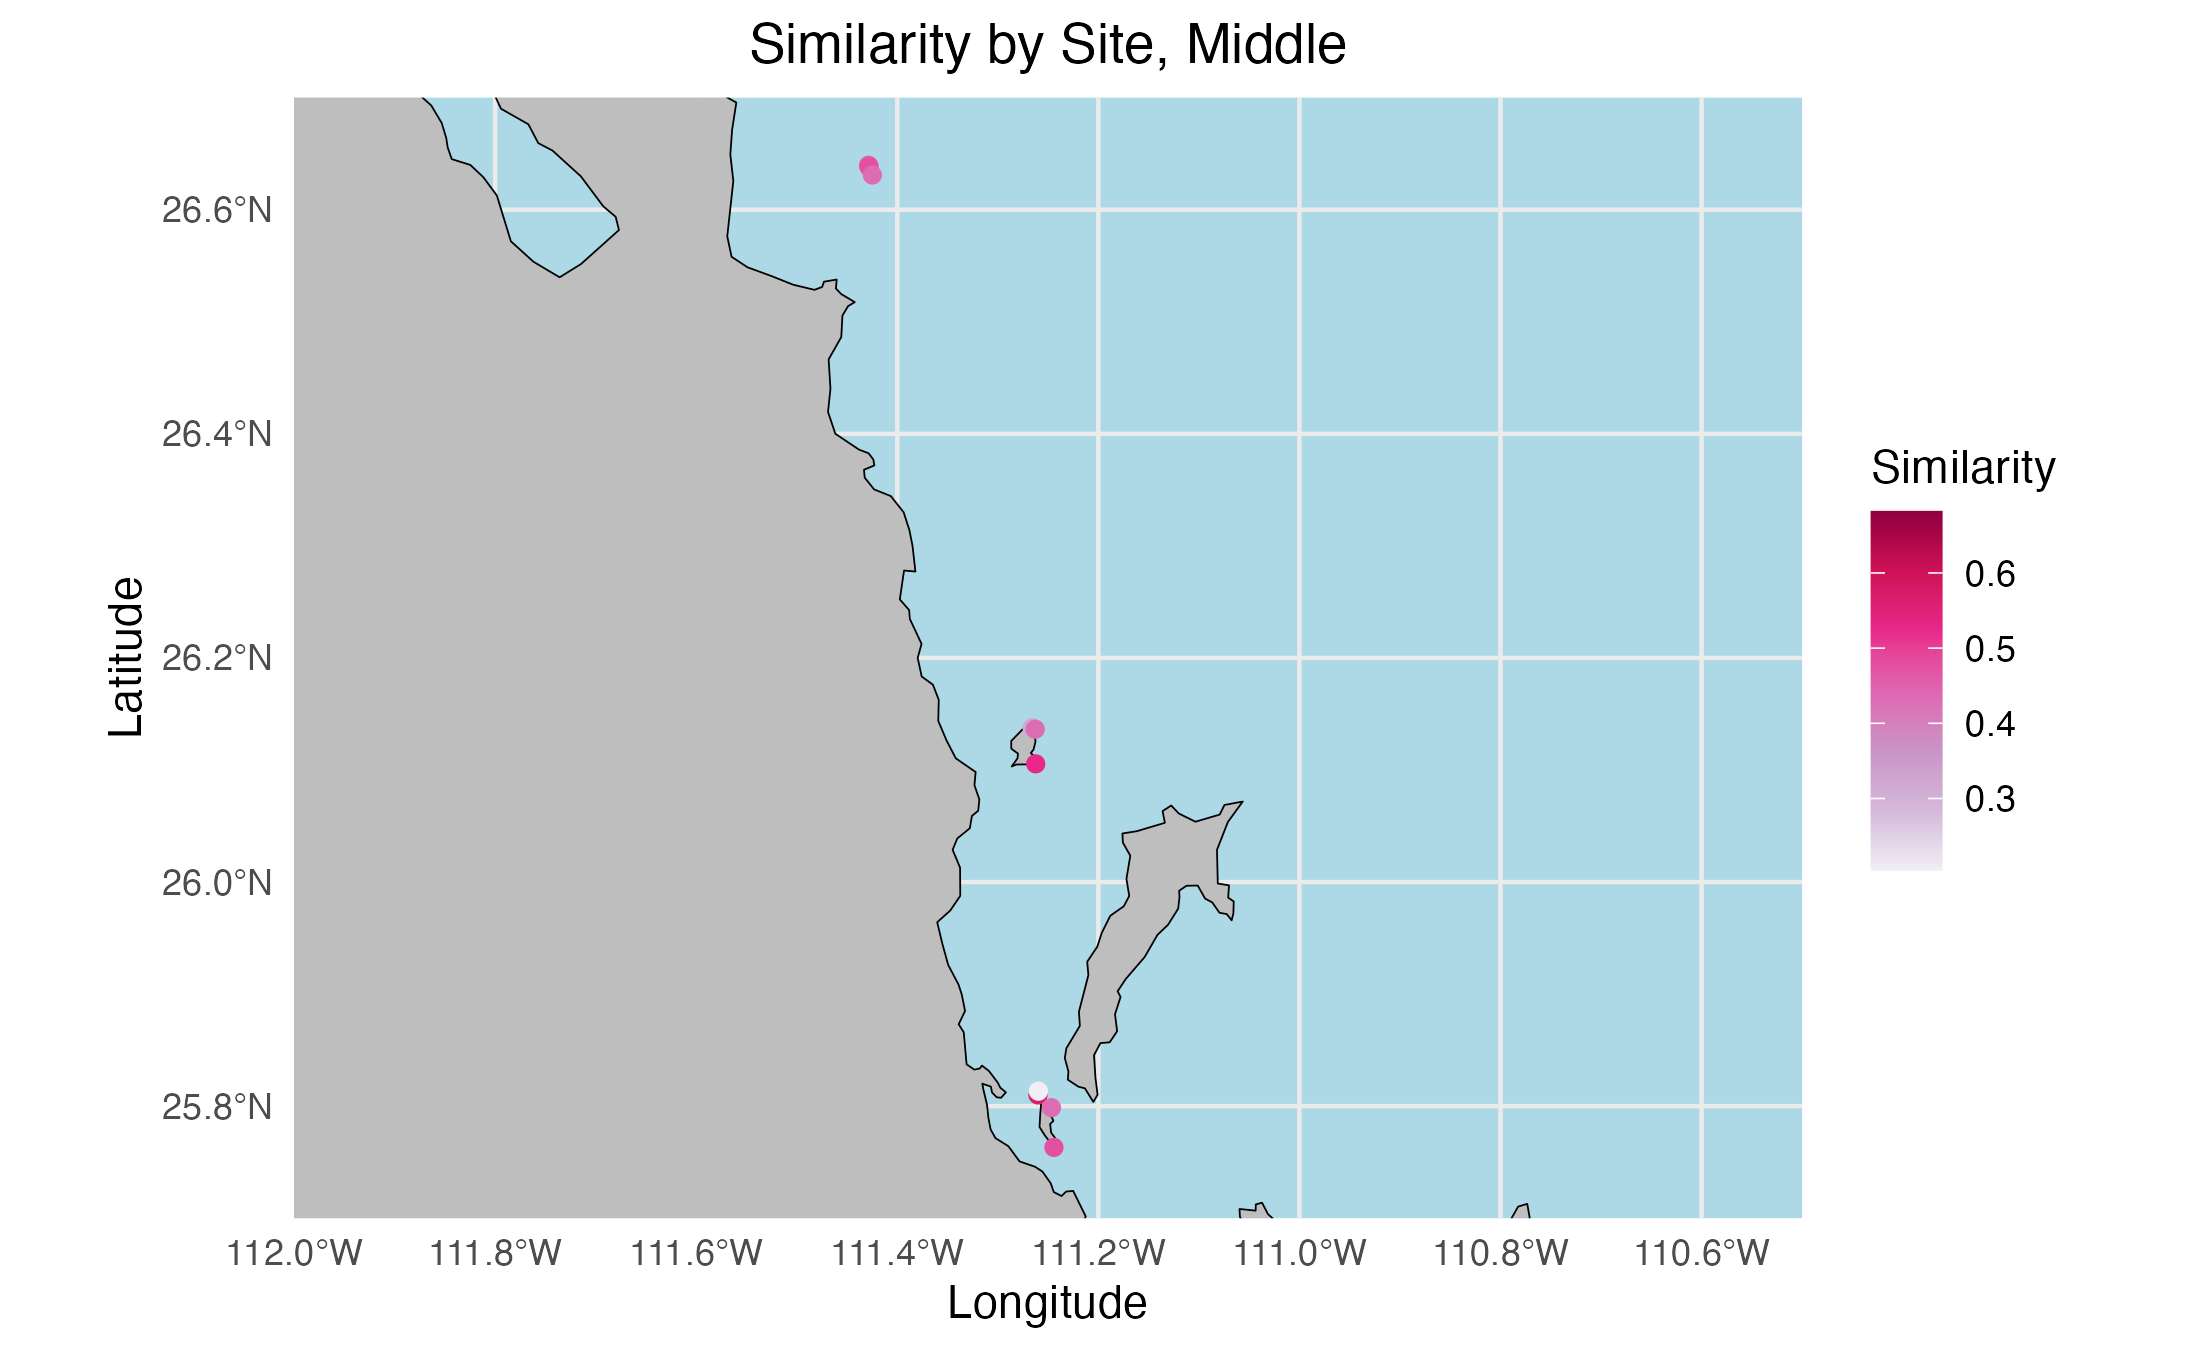 Similarity by Site, Middle
26.6°N
26.4°N
26.2°N
26.0°N
25.8°N
Latitude
112.0°W 111.8°W 111.6°W 111.4°W 111.2°W 111.0°W 110.8°W 110.6°W
Longitude
Similarity
0.6
0.5
0.4
0.3